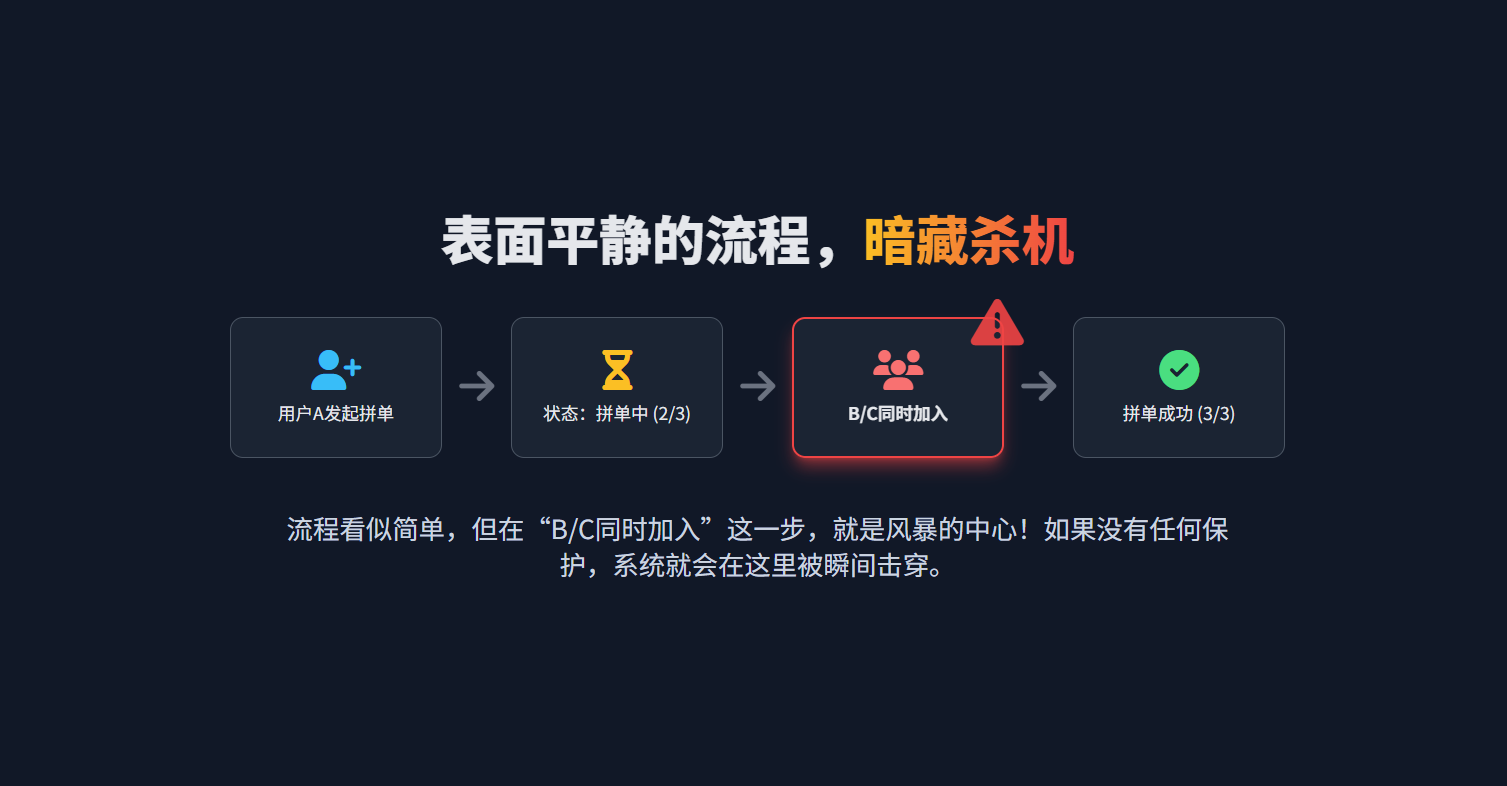 表面平静的流程，暗藏杀机
用户A发起拼单
状态：拼单中 (2/3)
B/C同时加入
拼单成功 (3/3)
流程看似简单，但在“B/C同时加入”这一步，就是风暴的中心！如果没有任何保
护，系统就会在这里被瞬间击穿。